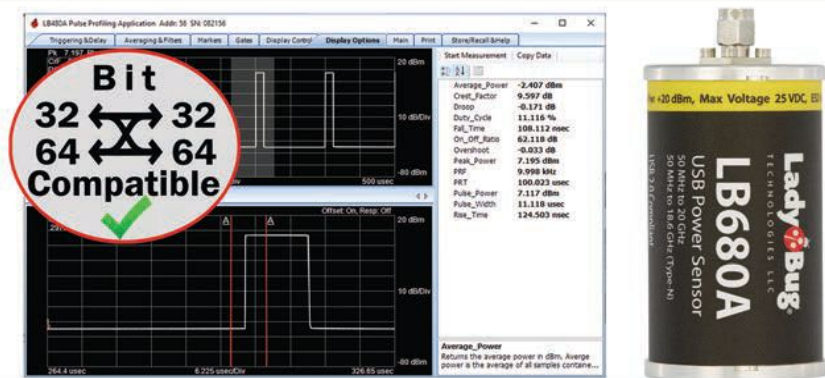 LB480A Pulse Profiling Application Addr: 56 SN: 082156
Triggering &Delay
Averaging &Filters
Markers
Gates
Display Control
Display Options
Main
Print
Store/Recall &Help
Pk 7.197
20 dBm
10 dB/Div
-80 dBm
500 usec
Bit
32 32
64 64
Compatible
Offset: On, Resp: Off
20 dBm
10 dB/Div
-80 dBm
264.4 usec
6.225 usec/Div
326.65 usec
Start Measurement
Copy Data
Average_Power -2.407 dBm
Crest_Factor 9.597 dB
Droop -0.171 dB
Duty_Cycle 11.116 %
Fall_Time 108.112 nsec
On_Off_Ratio 62.118 dB
Overshoot -0.033 dB
Peak_Power 7.195 dBm
PRF 9.998 kHz
PRT 100.023 usec
Pulse_Power 7.117 dBm
Pulse_Width 11.118 usec
Rise_Time 124.503 nsec
Average_Power
Returns the average power in dBm, Averge
power is the average of all samples containe...
+20 dBm, Max Voltage 25 VDC,
LadyBug
TECHNOLOGIES LLC
LB680A
USB Power Sensor
50 MHz to 20 GHz
50 MHz to 18.6 GHz (Type-N)
USB 2.0 Compliant